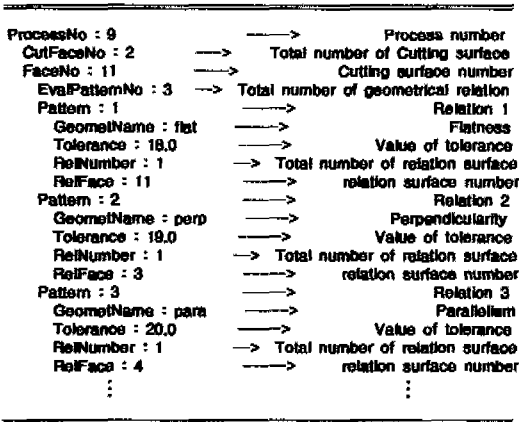 ProcessNo : 9 ----> Process number
CutFaceNo : 2 ----> Total number of Cutting surface
FaceNo : 11 ----> Cutting surface number
EvalPatternNo : 3 ----> Total number of geometrical relation
Pattern : 1 ----> Relation 1
GeometName : flat ----> Flatness
Tolerance : 18.0 ----> Value of tolerance
RelNumber : 1 ----> Total number of relation surface
RelFace : 11 ----> relation surface number
Pattern : 2 ----> Relation 2
GeometName : perp ----> Perpendicularity
Tolerance : 19.0 ----> Value of tolerance
RelNumber : 1 ----> Total number of relation surface
RelFace : 3 ----> relation surface number
Pattern : 3 ----> Relation 3
GeometName : para ----> Parallelism
Tolerance : 20.0 ----> Value of tolerance
RelNumber : 1 ----> Total number of relation surface
RelFace : 4 ----> relation surface number
⋮ ⋮